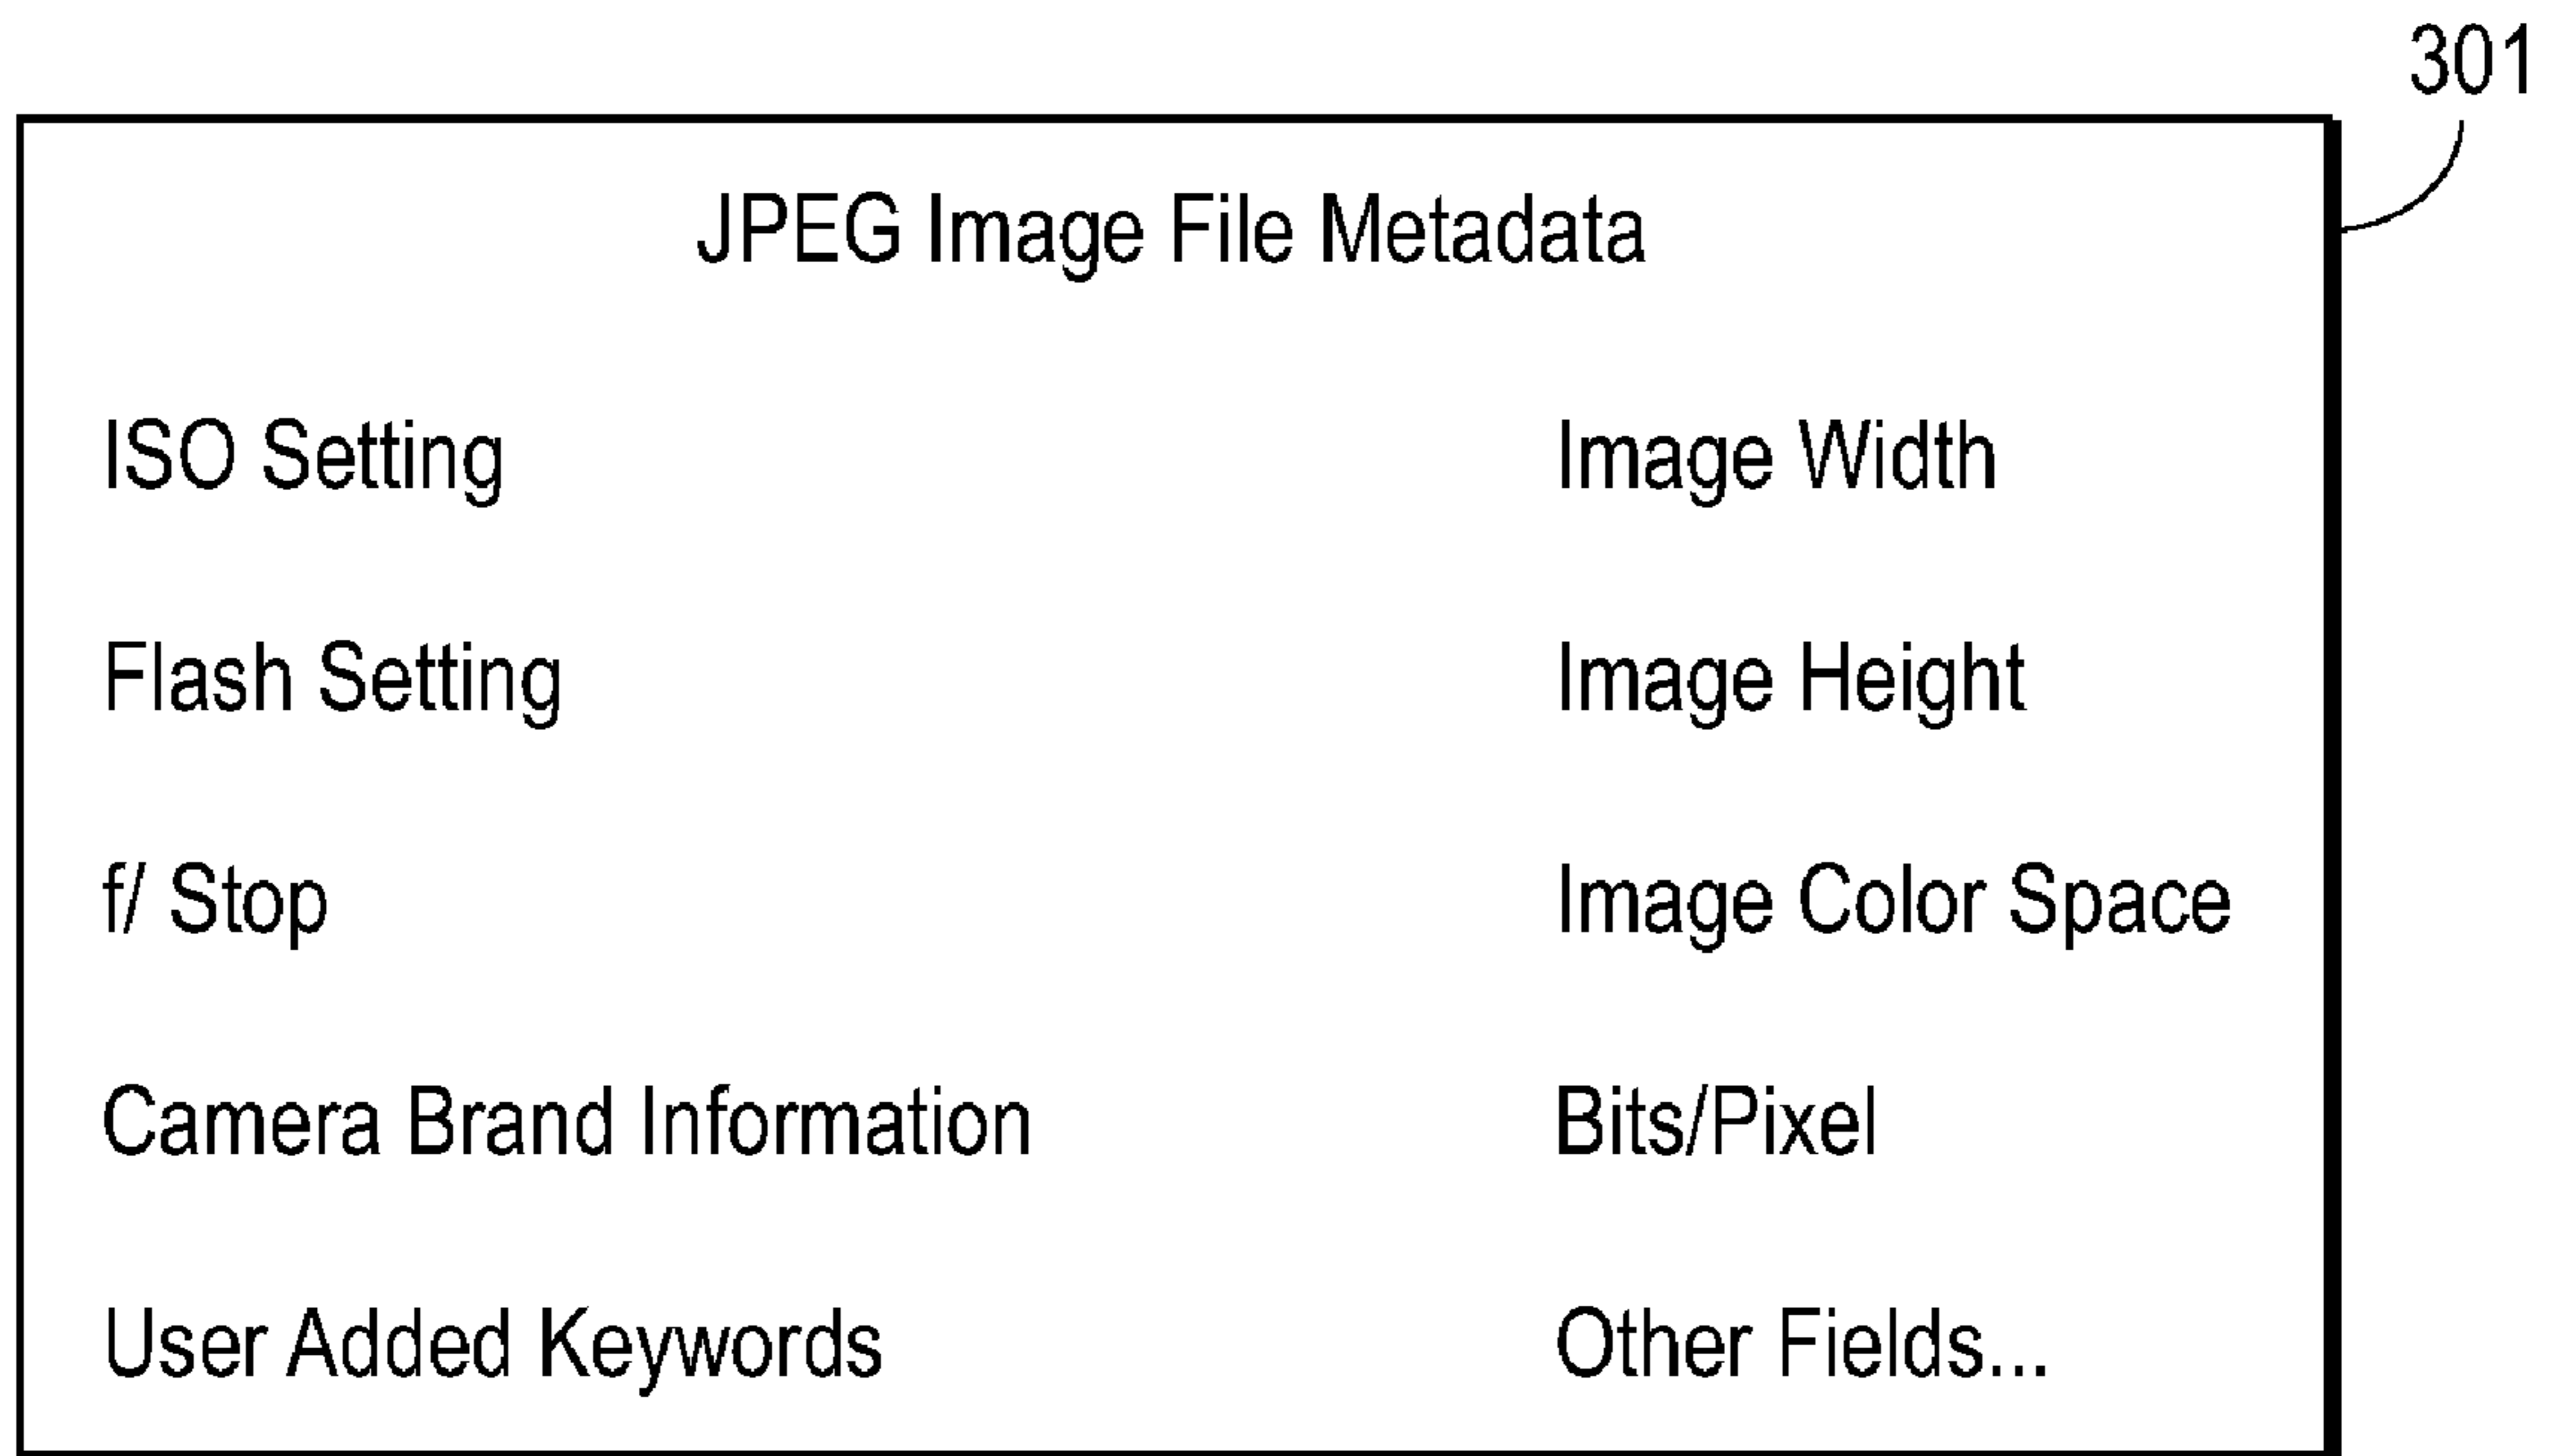 301
JPEG Image File Metadata
ISO Setting
Image Width
Flash Setting
Image Height
f/ Stop
Image Color Space
Camera Brand Information
Bits/Pixel
User Added Keywords
Other Fields...